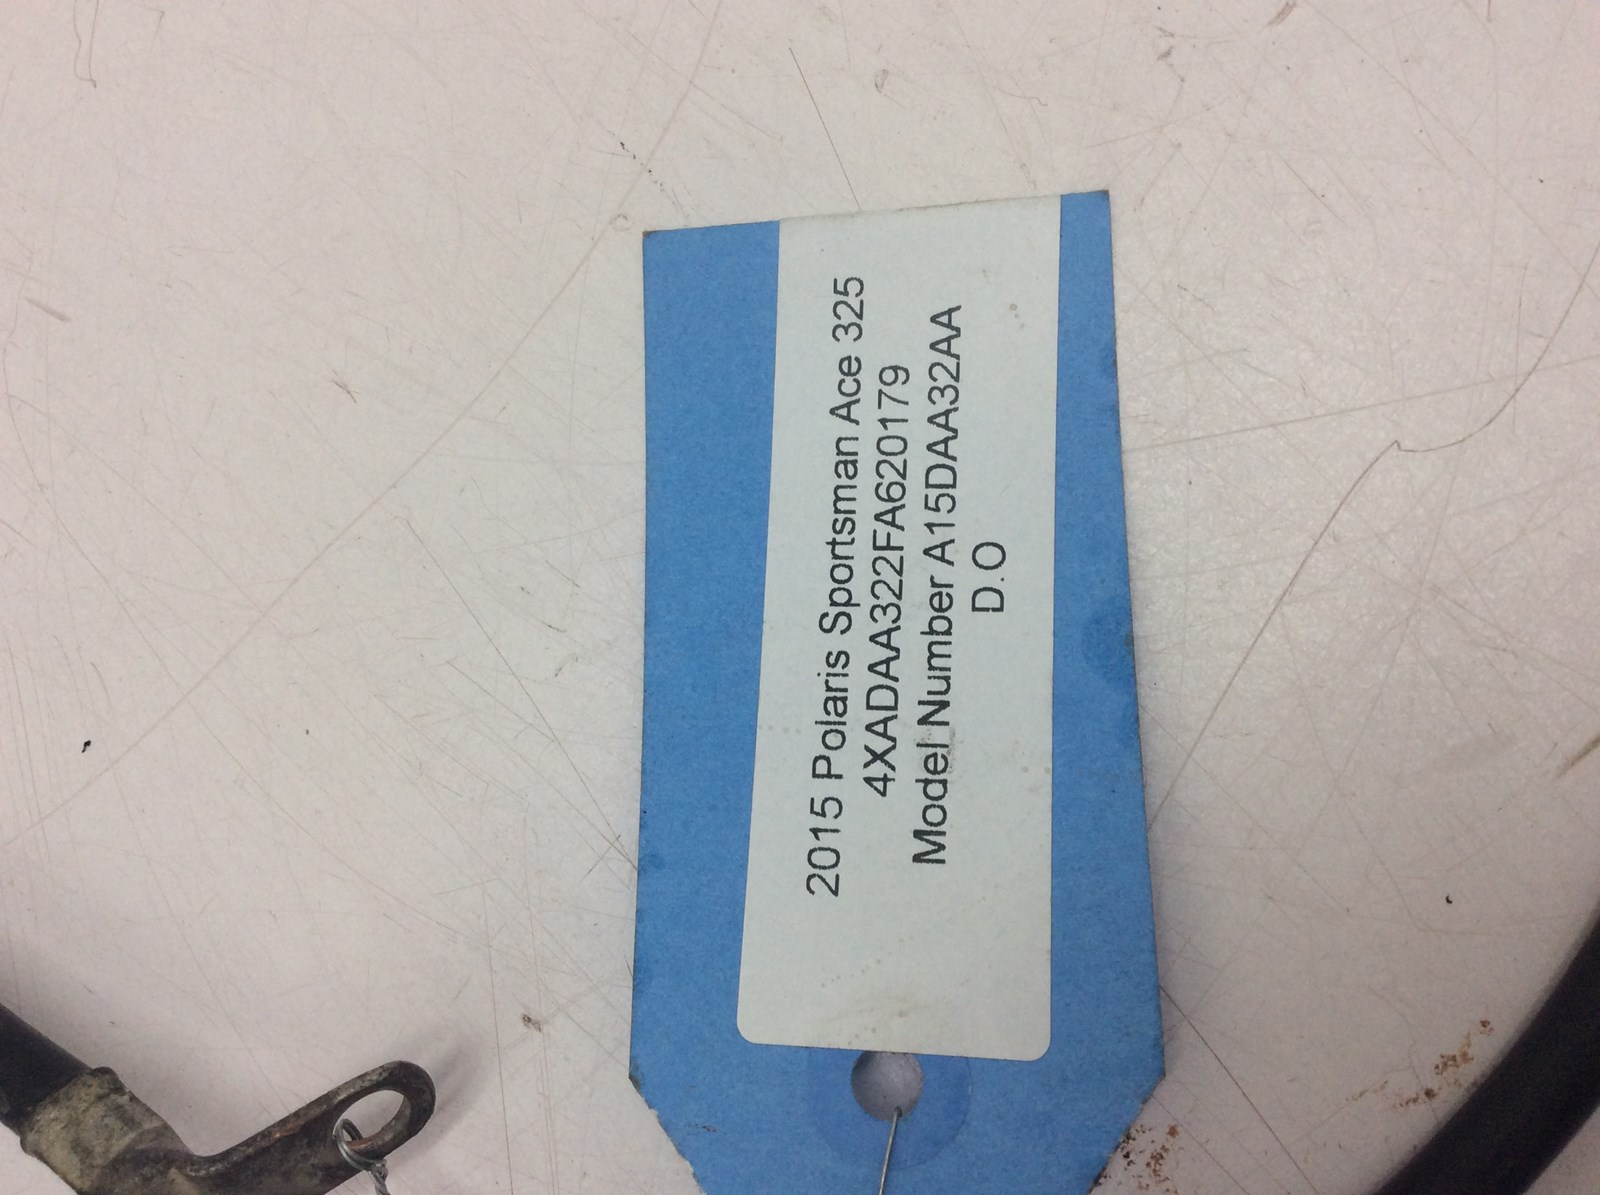 2015 Polaris Sportsman Ace 325
4XADAA322FA620179
Model Number A15DAA32AA
D.O